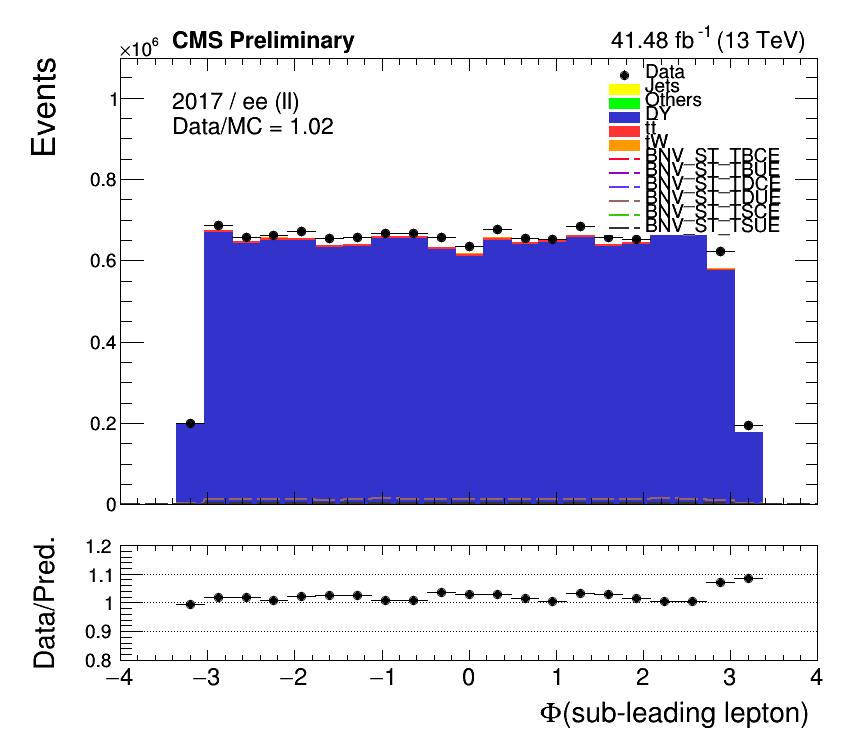 ×10⁶ CMS Preliminary 41.48 fb⁻¹ (13 TeV)
Events
2017 / ee (ll)
Data/MC = 1.02
Data
Jets
Others
DY
tt
tW
BNV_ST_TBCE
BNV_ST_TBUE
BNV_ST_TDCE
BNV_ST_TDUE
BNV_ST_TSCE
BNV_ST_TSUE
1
0.8
0.6
0.4
0.2
0
Data/Pred.
1.2
1.1
1
0.9
0.8
−4 −3 −2 −1 0 1 2 3 4
Φ(sub-leading lepton)